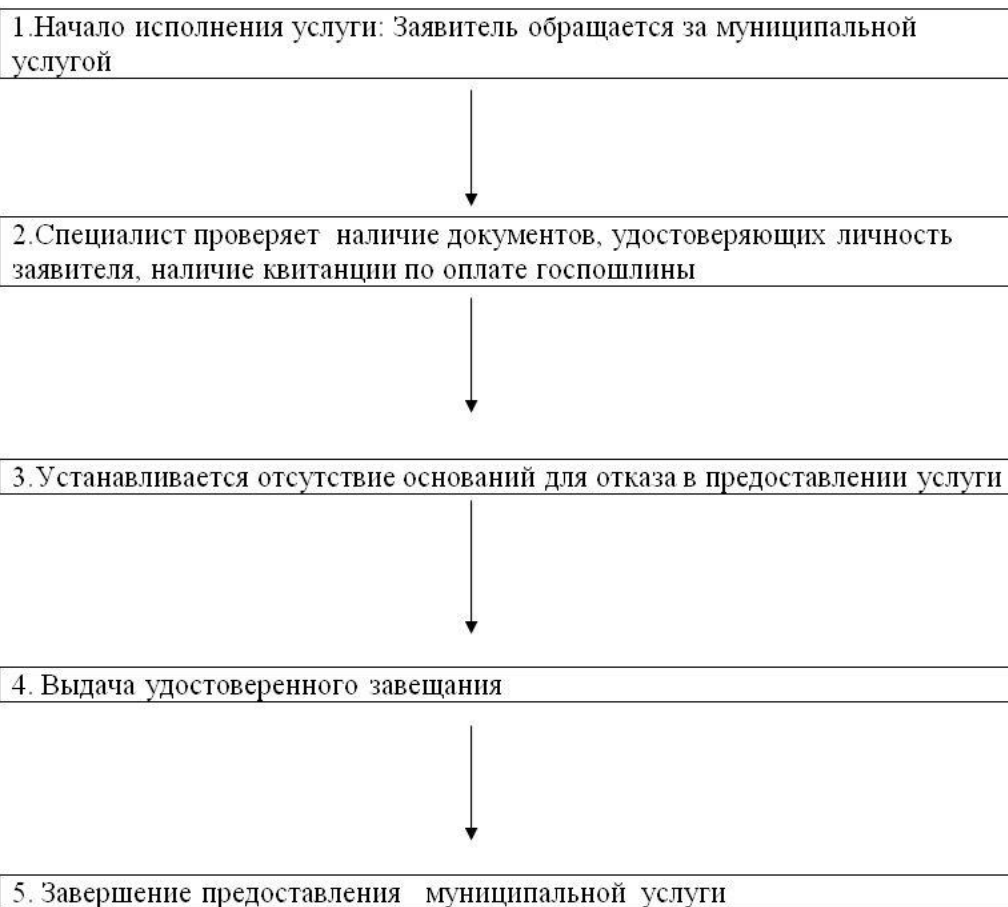 1.Начало исполнения услуги: Заявитель обращается за муниципальной
услугой
2.Специалист проверяет наличие документов, удостоверяющих личность
заявителя, наличие квитанции по оплате госпошлины
3.Устанавливается отсутствие оснований для отказа в предоставлении услуги
4. Выдача удостоверенного завещания
5. Завершение предоставления муниципальной услуги